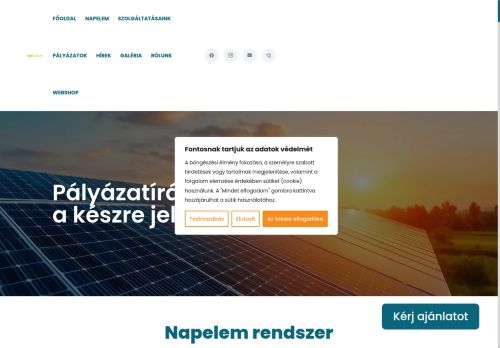 FŐOLDAL NAPELEM SZOLGÁLTATÁSAINK
PÁLYÁZATOK HÍREK GALÉRIA RÓLUNK
WEBSHOP
Fontosnak tartjuk az adatok védelmét
A böngészési élmény fokozása, a személyre szabott
hirdetések vagy tartalmak megjelenítése, valamint a
forgalom elemzése érdekében sütiket (cookie)
használunk. A "Mindet elfogadom" gombra kattintva
hozzájárulhat a sütik használatához.
Testreszabás Elutasít Az összes elfogadása
Pályázatírá
a készre jel
Kérj ajánlatot
Napelem rendszer